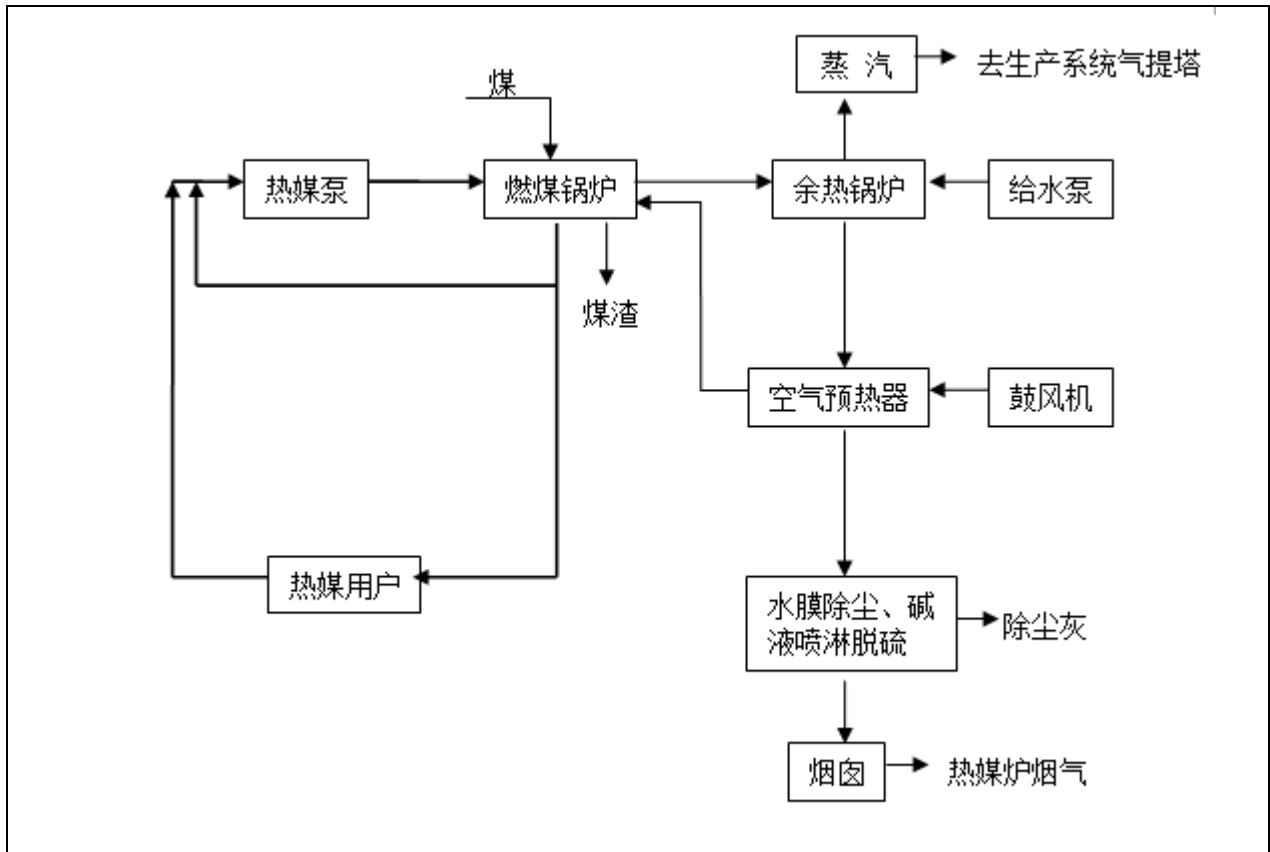 蒸 汽
去生产系统气提塔
煤
热媒泵
燃煤锅炉
余热锅炉
给水泵
煤渣
空气预热器
鼓风机
热媒用户
水膜除尘、碱
液喷淋脱硫
除尘灰
烟囱
热媒炉烟气